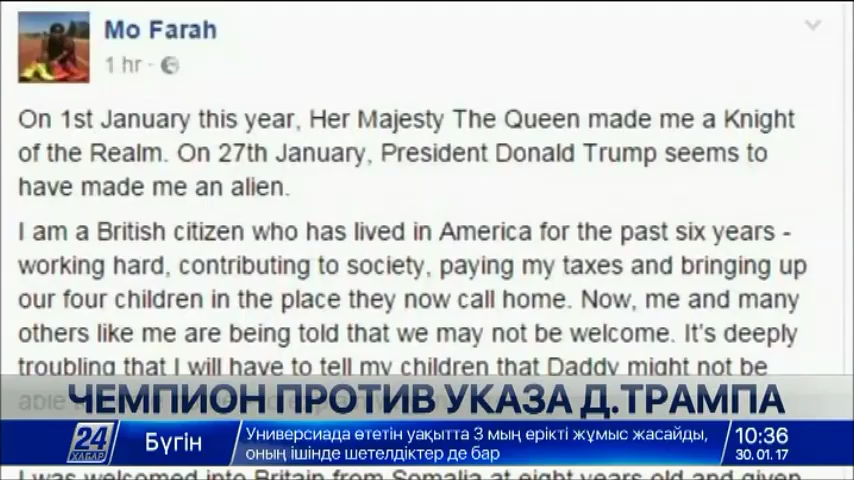 Mo Farah
1 hr
On 1st January this year, Her Majesty The Queen made me a Knight
of the Realm. On 27th January, President Donald Trump seems to
have made me an alien.
I am a British citizen who has lived in America for the past six years -
working hard, contributing to society, paying my taxes and bringing up
our four children in the place they now call home. Now, me and many
others like me are being told that we may not be welcome. It's deeply
troubling that I will have to tell my children that Daddy might not be
ЧЕМПИОН ПРОТИВ УКАЗА Д.ТРАМПА
24
ХАБАР
Бүгін
Универсиада өтетін уақытта 3 мың ерікті жұмыс жасайды,
оның ішінде шетелдіктер де бар
10:36
30.01.17
I was welcomed into Britain from Somalia at eight years old and given